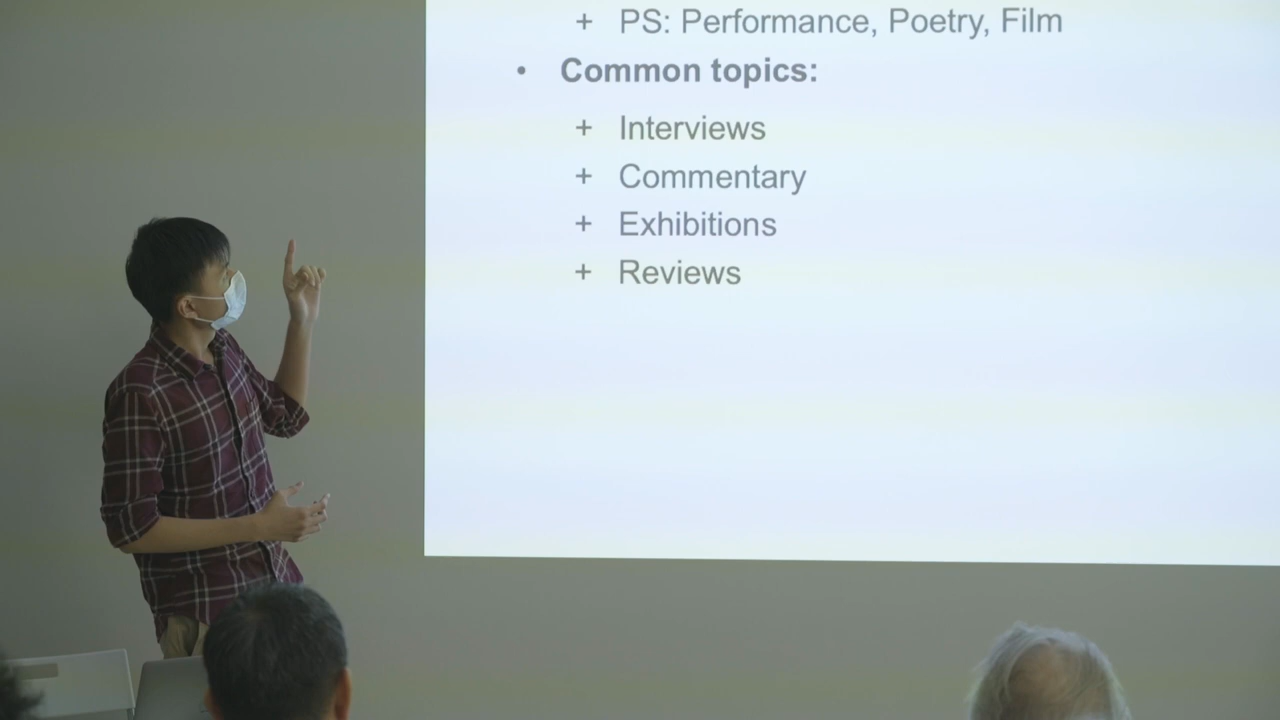 + PS: Performance, Poetry, Film
• Common topics:
+ Interviews
+ Commentary
+ Exhibitions
+ Reviews